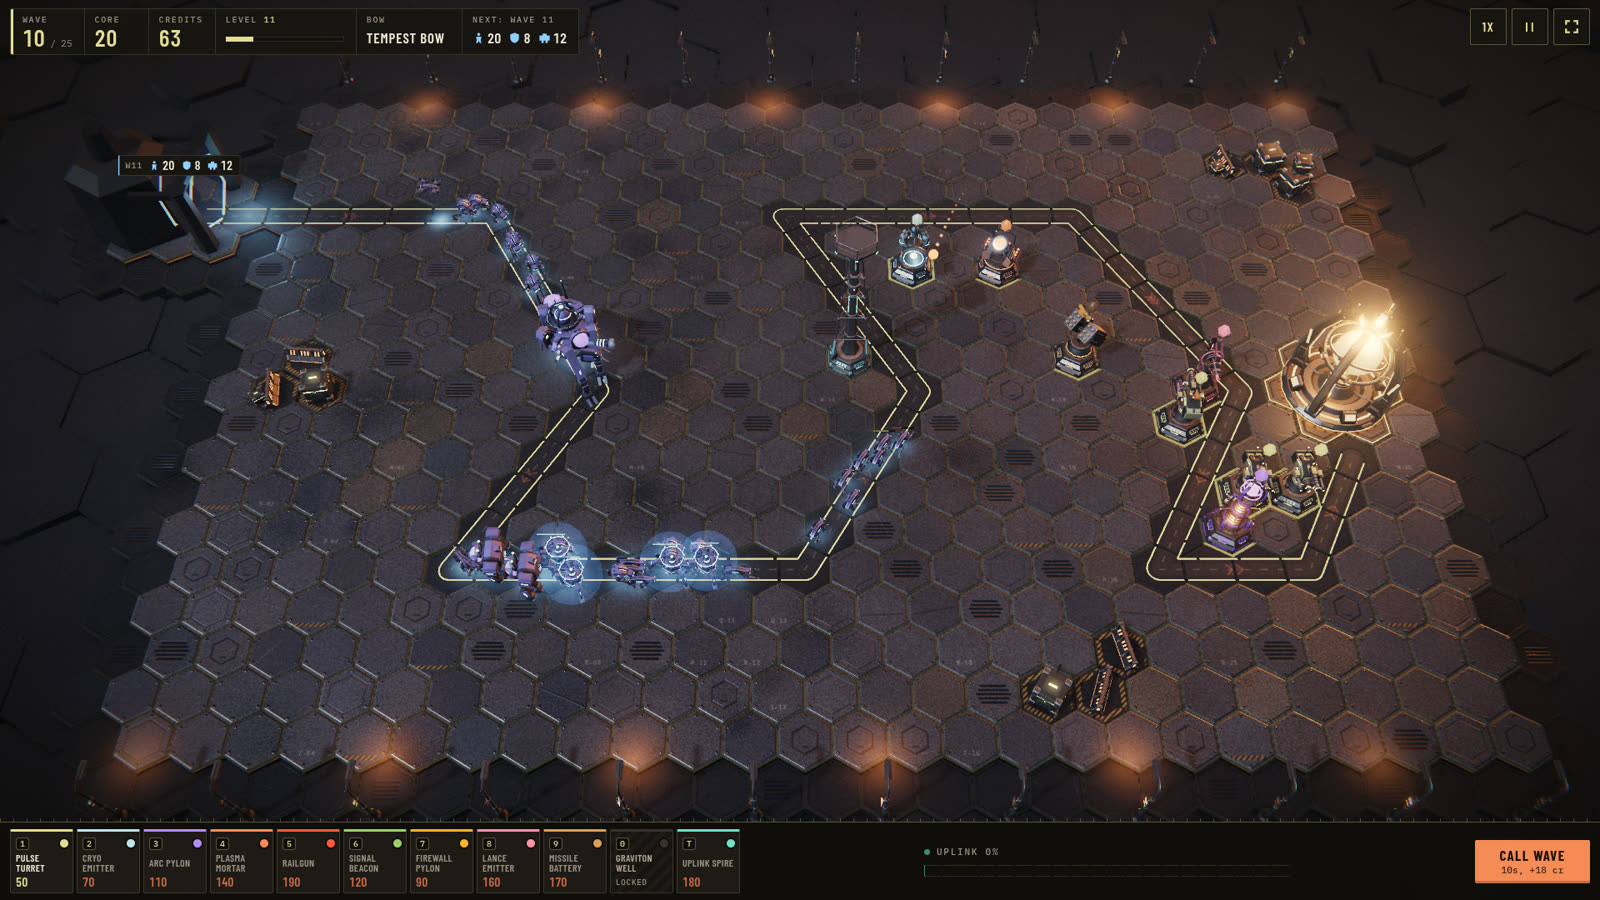 WAVE
10 / 25
CORE
20
CREDITS
63
LEVEL 11
BOW
TEMPEST BOW
NEXT: WAVE 11
20 8 12
1X
W11 20 8 12
1
PULSE
TURRET
50
2
CRYO
EMITTER
70
3
ARC PYLON
110
4
PLASMA
MORTAR
140
5
RAILGUN
190
6
SIGNAL
BEACON
120
7
FIREWALL
PYLON
90
8
LANCE
EMITTER
160
9
MISSILE
BATTERY
170
0
GRAVITON
WELL
LOCKED
T
UPLINK SPIRE
180
UPLINK 0%
CALL WAVE
10s, +18 cr